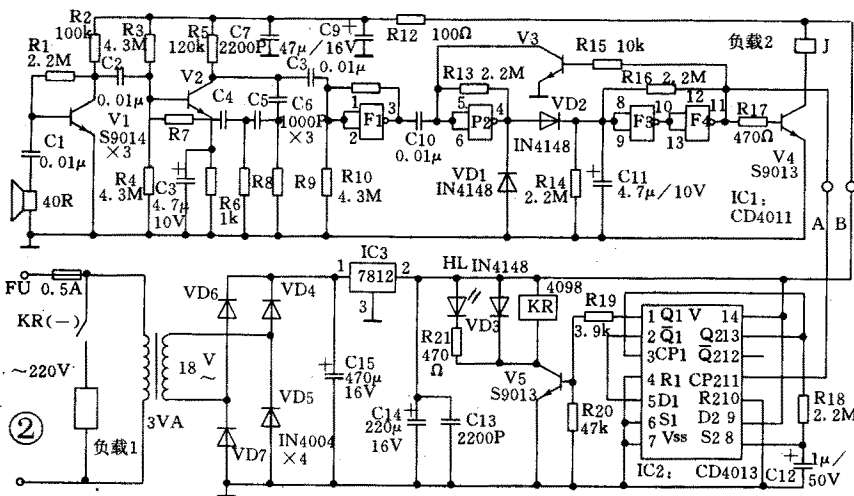 R2
100k
R3
4.3M
R5
120k
C7
2200P
C9
47μ/16V
R12
100Ω
V3
R15 10k
负载2
J
R1
2.2M
C2
0.01μ
V2
C3
0.01μ
R13 2.2M
R16 2.2M
V1
S9014
×3
C4
C5
C6
1000P
×3
1
2
3
F1
C10
0.01μ
5
6
P2
4
VD2
IN4148
8
9
F3
10
12
13
F4
11
R17
470Ω
V4
S9013
C1
0.01μ
R7
40R
R4
4.3M
C3
4.7μ
10V
R6
1k
R8
R9
R10
4.3M
VD1
IN4148
R14
2.2M
C11
4.7μ/10V
IC1:
CD4011
A
B
FU 0.5A
KR(-)
~220V
负载1
3VA
18 V
~
VD6
VD4
VD5
VD7
IN4004
×4
IC3
1
7812
2
3
C15
470μ
16V
C14
220μ
16V
C13
2200P
HL
IN4148
VD3
R21
470
Ω
4098
KR
V5
S9013
R19
3.9k
R20
47k
1 Q1 V 14
2 Q̅1 Q213
3CP1 Q̅212
4 R1 CP211
5 D1 R210
6 S1 D2 9
7 Vss S2 8
IC2: CD4013
R18
2.2M
C12
1μ/
50V
②